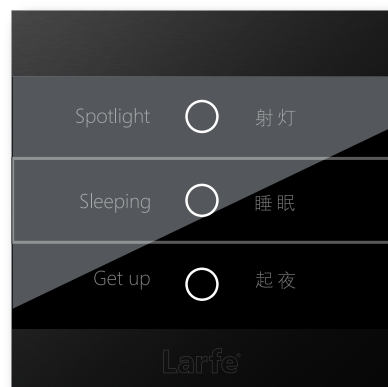 Spotlight 射灯
Sleeping 睡眠
Get up 起夜
Larfe®